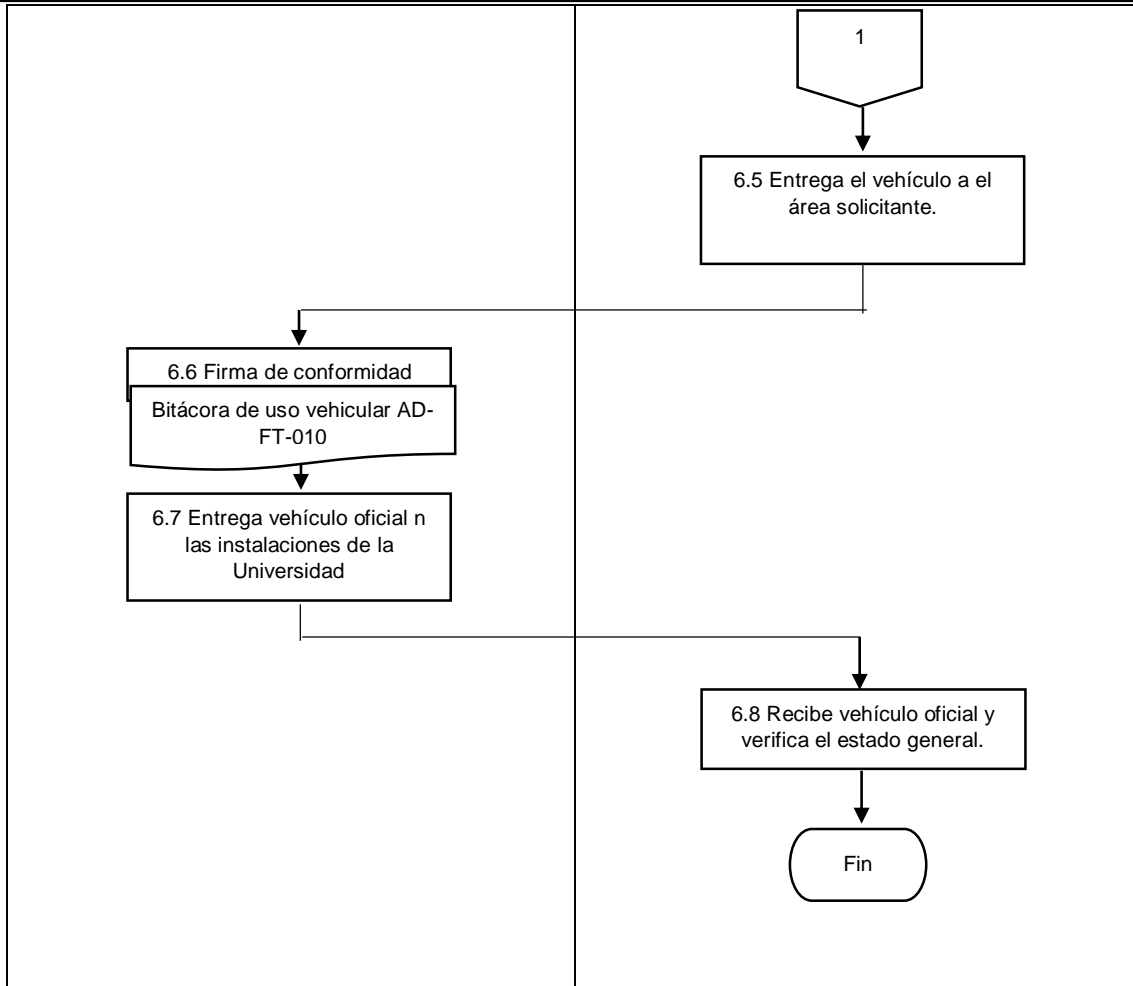 1
6.5 Entrega el vehículo a el
área solicitante.
6.6 Firma de conformidad
Bitácora de uso vehicular AD-
FT-010
6.7 Entrega vehículo oficial n
las instalaciones de la
Universidad
6.8 Recibe vehículo oficial y
verifica el estado general.
Fin